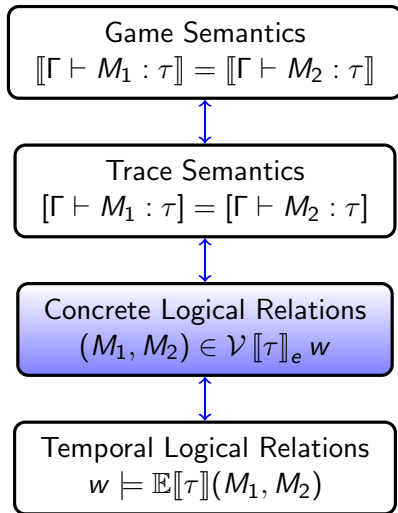 Game Semantics
⟦Γ ⊢ M₁ : τ⟧ = ⟦Γ ⊢ M₂ : τ⟧
Trace Semantics
[Γ ⊢ M₁ : τ] = [Γ ⊢ M₂ : τ]
Concrete Logical Relations
(M₁, M₂) ∈ 𝒱 ⟦τ⟧ₑ w
Temporal Logical Relations
w ⊨ 𝔼⟦τ⟧(M₁, M₂)